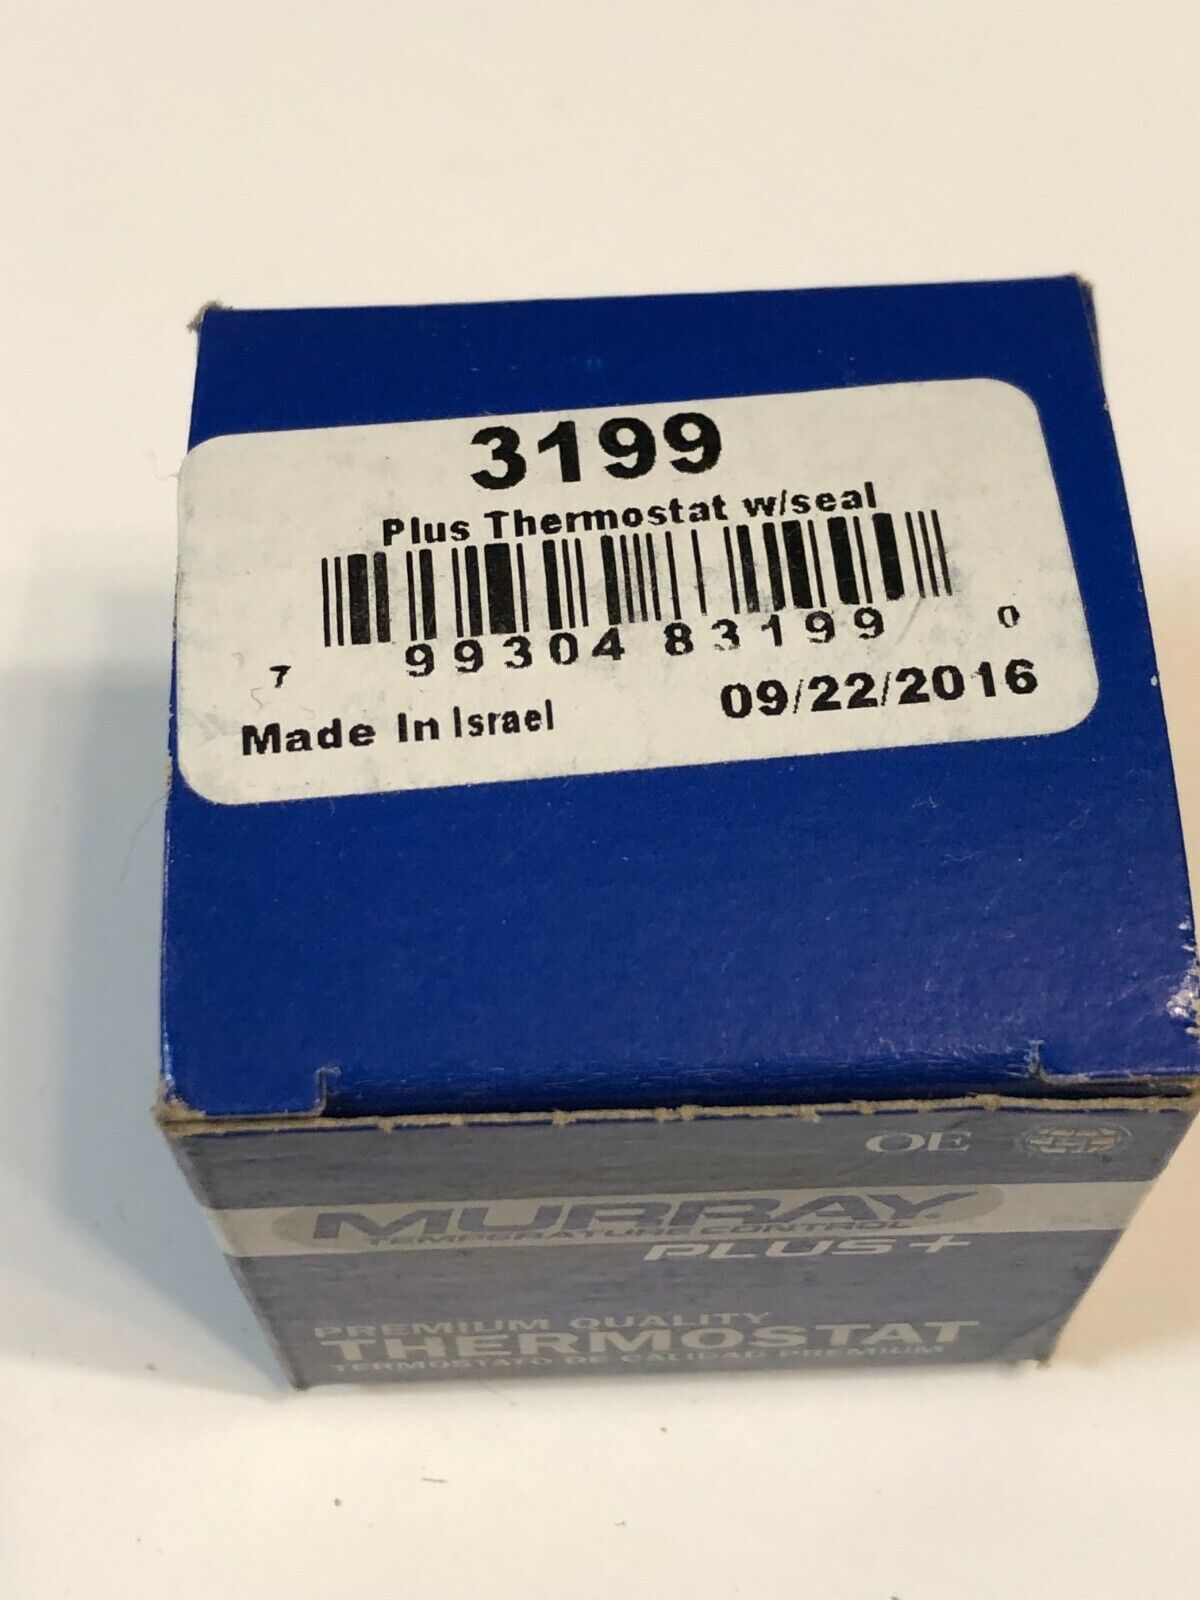 3199
Plus Thermostat w/seal
7 99304 83199 0
Made In Israel 09/22/2016
OE
MURRAY®
TEMPERATURE CONTROL
PLUS+
PREMIUM QUALITY
THERMOSTAT
TERMOSTATO DE CALIDAD PREMIUM